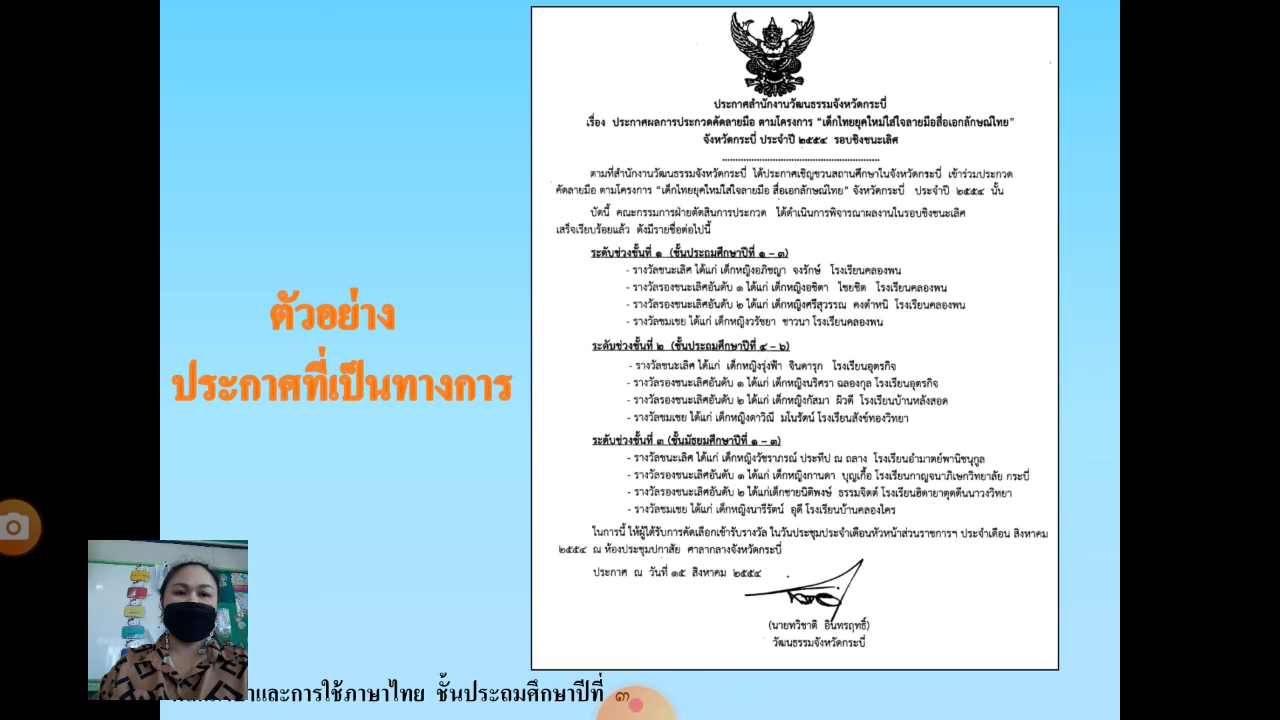 ตัวอย่าง
ประกาศที่เป็นทางการ
ประกาศสำนักงานวัฒนธรรมจังหวัดกระบี่
เรื่อง ประกาศผลการประกวดคัดลายมือ ตามโครงการ “เด็กไทยยุคใหม่ใส่ใจลายมือสื่อเอกลักษณ์ไทย”
จังหวัดกระบี่ ประจำปี ๒๕๕๔ รอบชิงชนะเลิศ
ตามที่สำนักงานวัฒนธรรมจังหวัดกระบี่ ได้ประกาศเชิญชวนสถานศึกษาในจังหวัดกระบี่ เข้าร่วมประกวด
คัดลายมือ ตามโครงการ “เด็กไทยยุคใหม่ใส่ใจลายมือ สื่อเอกลักษณ์ไทย” จังหวัดกระบี่ ประจำปี ๒๕๕๔ นั้น
บัดนี้ คณะกรรมการฝ่ายตัดสินการประกวด ได้ดำเนินการพิจารณาผลงานในรอบชิงชนะเลิศ
เสร็จเรียบร้อยแล้ว ดังมีรายชื่อต่อไปนี้
ระดับช่วงชั้นที่ ๑ (ชั้นประถมศึกษาปีที่ ๑ – ๓)
- รางวัลชนะเลิศ ได้แก่ เด็กหญิงอภิชญา จงรักษ์ โรงเรียนคลองพน
- รางวัลรองชนะเลิศอันดับ ๑ ได้แก่ เด็กหญิงอชิตา ไชยชิต โรงเรียนคลองพน
- รางวัลรองชนะเลิศอันดับ ๒ ได้แก่ เด็กหญิงศรีสุวรรณ คงตำหนิ โรงเรียนคลองพน
- รางวัลชมเชย ได้แก่ เด็กหญิงวรัชยา ชาวนา โรงเรียนคลองพน
ระดับช่วงชั้นที่ ๒ (ชั้นประถมศึกษาปีที่ ๔ – ๖)
- รางวัลชนะเลิศ ได้แก่ เด็กหญิงรุ่งฟ้า จินดารุก โรงเรียนอุตรกิจ
- รางวัลรองชนะเลิศอันดับ ๑ ได้แก่ เด็กหญิงนริศรา ฉลองกุล โรงเรียนอุตรกิจ
- รางวัลรองชนะเลิศอันดับ ๒ ได้แก่ เด็กหญิงกัสมา ผิวดี โรงเรียนบ้านหลังสอด
- รางวัลชมเชย ได้แก่ เด็กหญิงดาวิณี มโนรัตน์ โรงเรียนสังข์ทองวิทยา
ระดับช่วงชั้นที่ ๓ (ชั้นมัธยมศึกษาปีที่ ๑ – ๓)
- รางวัลชนะเลิศ ได้แก่ เด็กหญิงวัชราภรณ์ ประทีป ณ ถลาง โรงเรียนอำมาตย์พานิชนุกูล
- รางวัลรองชนะเลิศอันดับ ๑ ได้แก่ เด็กหญิงกานดา บุญเกื้อ โรงเรียนกาญจนาภิเษกวิทยาลัย กระบี่
- รางวัลรองชนะเลิศอันดับ ๒ ได้แก่เด็กชายนิติพงษ์ ธรรมจิตต์ โรงเรียนฮิดายาตุดดีนนาวงวิทยา
- รางวัลชมเชย ได้แก่ เด็กหญิงนารีรัตน์ อุดี โรงเรียนบ้านคลองไคร
ในการนี้ ให้ผู้ได้รับการคัดเลือกเข้ารับรางวัล ในวันประชุมประจำเดือนหัวหน้าส่วนราชการฯ ประจำเดือน สิงหาคม
๒๕๕๔ ณ ห้องประชุมปกาสัย ศาลากลางจังหวัดกระบี่
ประกาศ ณ วันที่ ๑๕ สิงหาคม ๒๕๕๔
(นายทวิชาติ อินทรฤทธิ์)
วัฒนธรรมจังหวัดกระบี่
และการใช้ภาษาไทย ชั้นประถมศึกษาปีที่ ๓